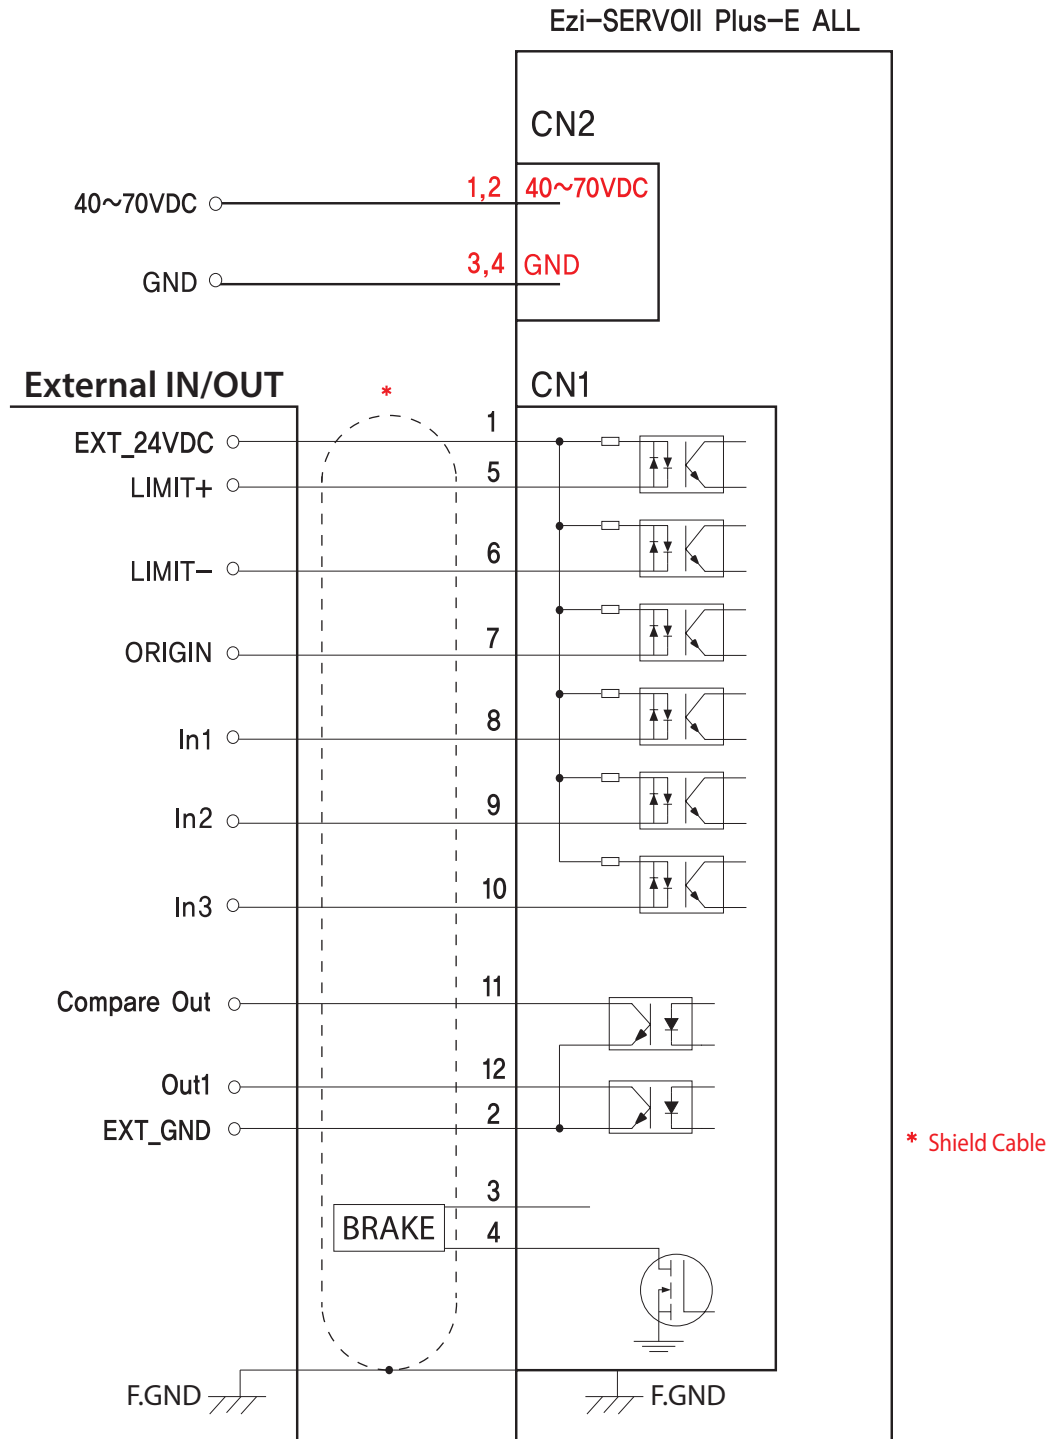 Ezi-SERVOII Plus-E ALL
CN2
40~70VDC 1,2 40~70VDC
GND 3,4 GND
External IN/OUT * CN1
EXT_24VDC 1
LIMIT+ 5
LIMIT- 6
ORIGIN 7
In1 8
In2 9
In3 10
Compare Out 11
Out1 12
EXT_GND 2
* Shield Cable
3
BRAKE 4
F.GND F.GND